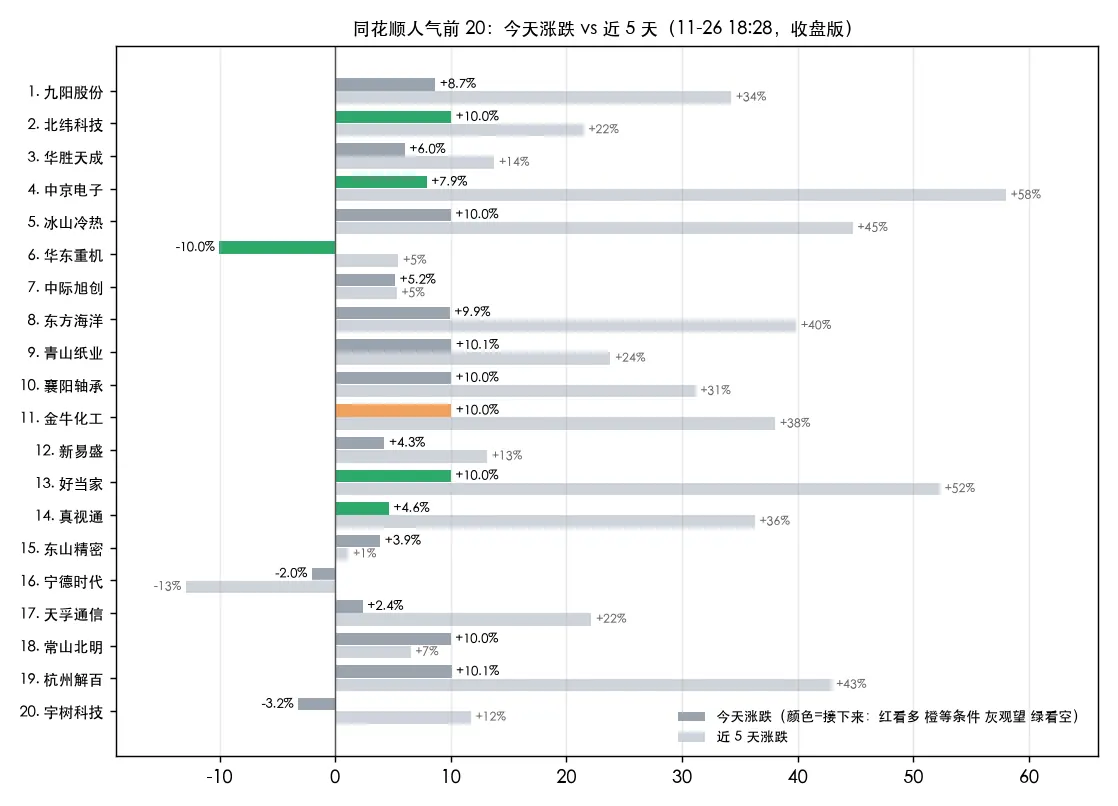 同花顺人气前 20：今天涨跌 vs 近 5 天（11-26 18:28，收盘版）
1. 九阳股份 +8.7% +34%
2. 北纬科技 +10.0% +22%
3. 华胜天成 +6.0% +14%
4. 中京电子 +7.9% +58%
5. 冰山冷热 +10.0% +45%
6. 华东重机 -10.0% +5%
7. 中际旭创 +5.2% +5%
8. 东方海洋 +9.9% +40%
9. 青山纸业 +10.1% +24%
10. 襄阳轴承 +10.0% +31%
11. 金牛化工 +10.0% +38%
12. 新易盛 +4.3% +13%
13. 好当家 +10.0% +52%
14. 真视通 +4.6% +36%
15. 东山精密 +3.9% +1%
16. 宁德时代 -2.0% -13%
17. 天孚通信 +2.4% +22%
18. 常山北明 +10.0% +7%
19. 杭州解百 +10.1% +43%
20. 宇树科技 -3.2% +12%
今天涨跌（颜色=接下来：红看多 橙等条件 灰观望 绿看空）
近 5 天涨跌
-10 0 10 20 30 40 50 60